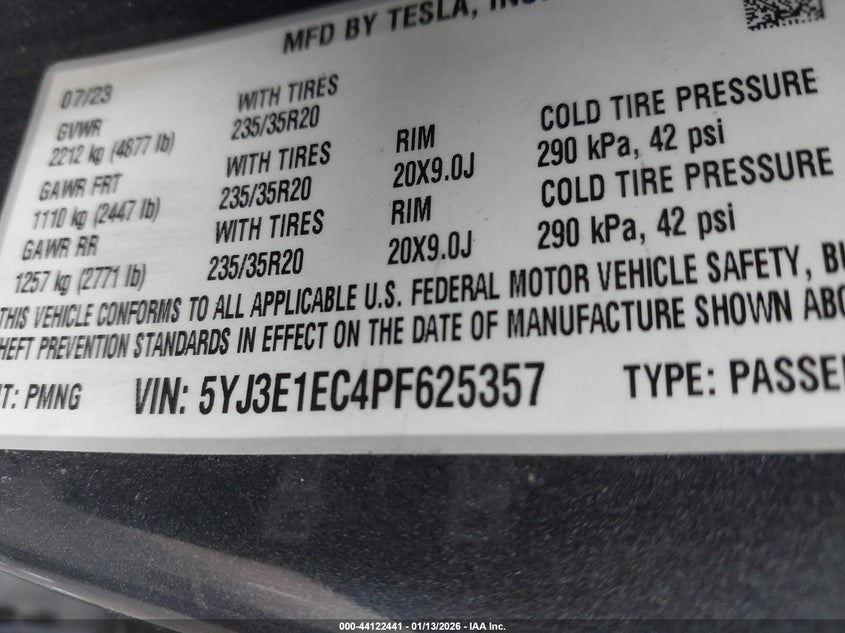 MFD BY TESLA,
07/23
GVWR WITH TIRES RIM COLD TIRE PRESSURE
2212 kg (4877 lb) 235/35R20 20X9.0J 290 kPa, 42 psi
GAWR FRT WITH TIRES RIM COLD TIRE PRESSURE
1110 kg (2447 lb) 235/35R20 20X9.0J 290 kPa, 42 psi
GAWR RR WITH TIRES
1257 kg (2771 lb) 235/35R20
THIS VEHICLE CONFORMS TO ALL APPLICABLE U.S. FEDERAL MOTOR VEHICLE SAFETY,
PREVENTION STANDARDS IN EFFECT ON THE DATE OF MANUFACTURE SHOWN
PMNG VIN: 5YJ3E1EC4PF625357 TYPE:
000-44122441 - 01/13/2026 - IAA Inc.